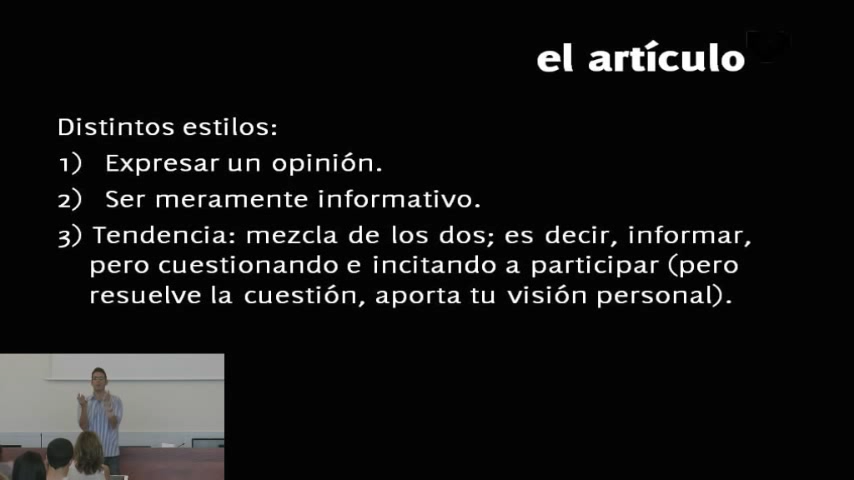 el artículo
Distintos estilos:
1) Expresar un opinión.
2) Ser meramente informativo.
3) Tendencia: mezcla de los dos; es decir, informar,
pero cuestionando e incitando a participar (pero
resuelve la cuestión, aporta tu visión personal).